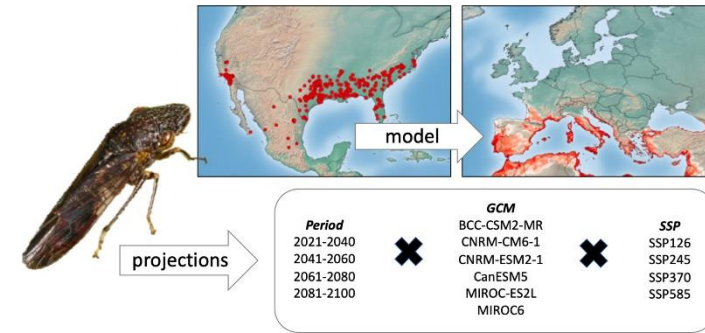 model
projections
Period
2021-2040
2041-2060
2061-2080
2081-2100
GCM
BCC-CSM2-MR
CNRM-CM6-1
CNRM-ESM2-1
CanESM5
MIROC-ES2L
MIROC6
SSP
SSP126
SSP245
SSP370
SSP585